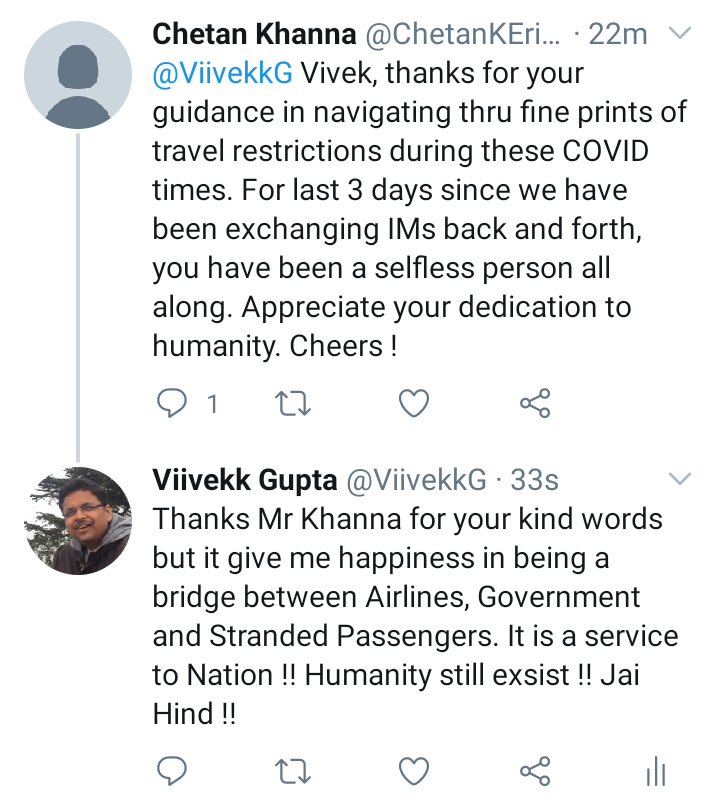 Chetan Khanna @ChetanKEri... · 22m
@ViivekkG Vivek, thanks for your
guidance in navigating thru fine prints of
travel restrictions during these COVID
times. For last 3 days since we have
been exchanging IMs back and forth,
you have been a selfless person all
along. Appreciate your dedication to
humanity. Cheers !
1
Viivekk Gupta @ViivekkG · 33s
Thanks Mr Khanna for your kind words
but it give me happiness in being a
bridge between Airlines, Government
and Stranded Passengers. It is a service
to Nation !! Humanity still exsist !! Jai
Hind !!